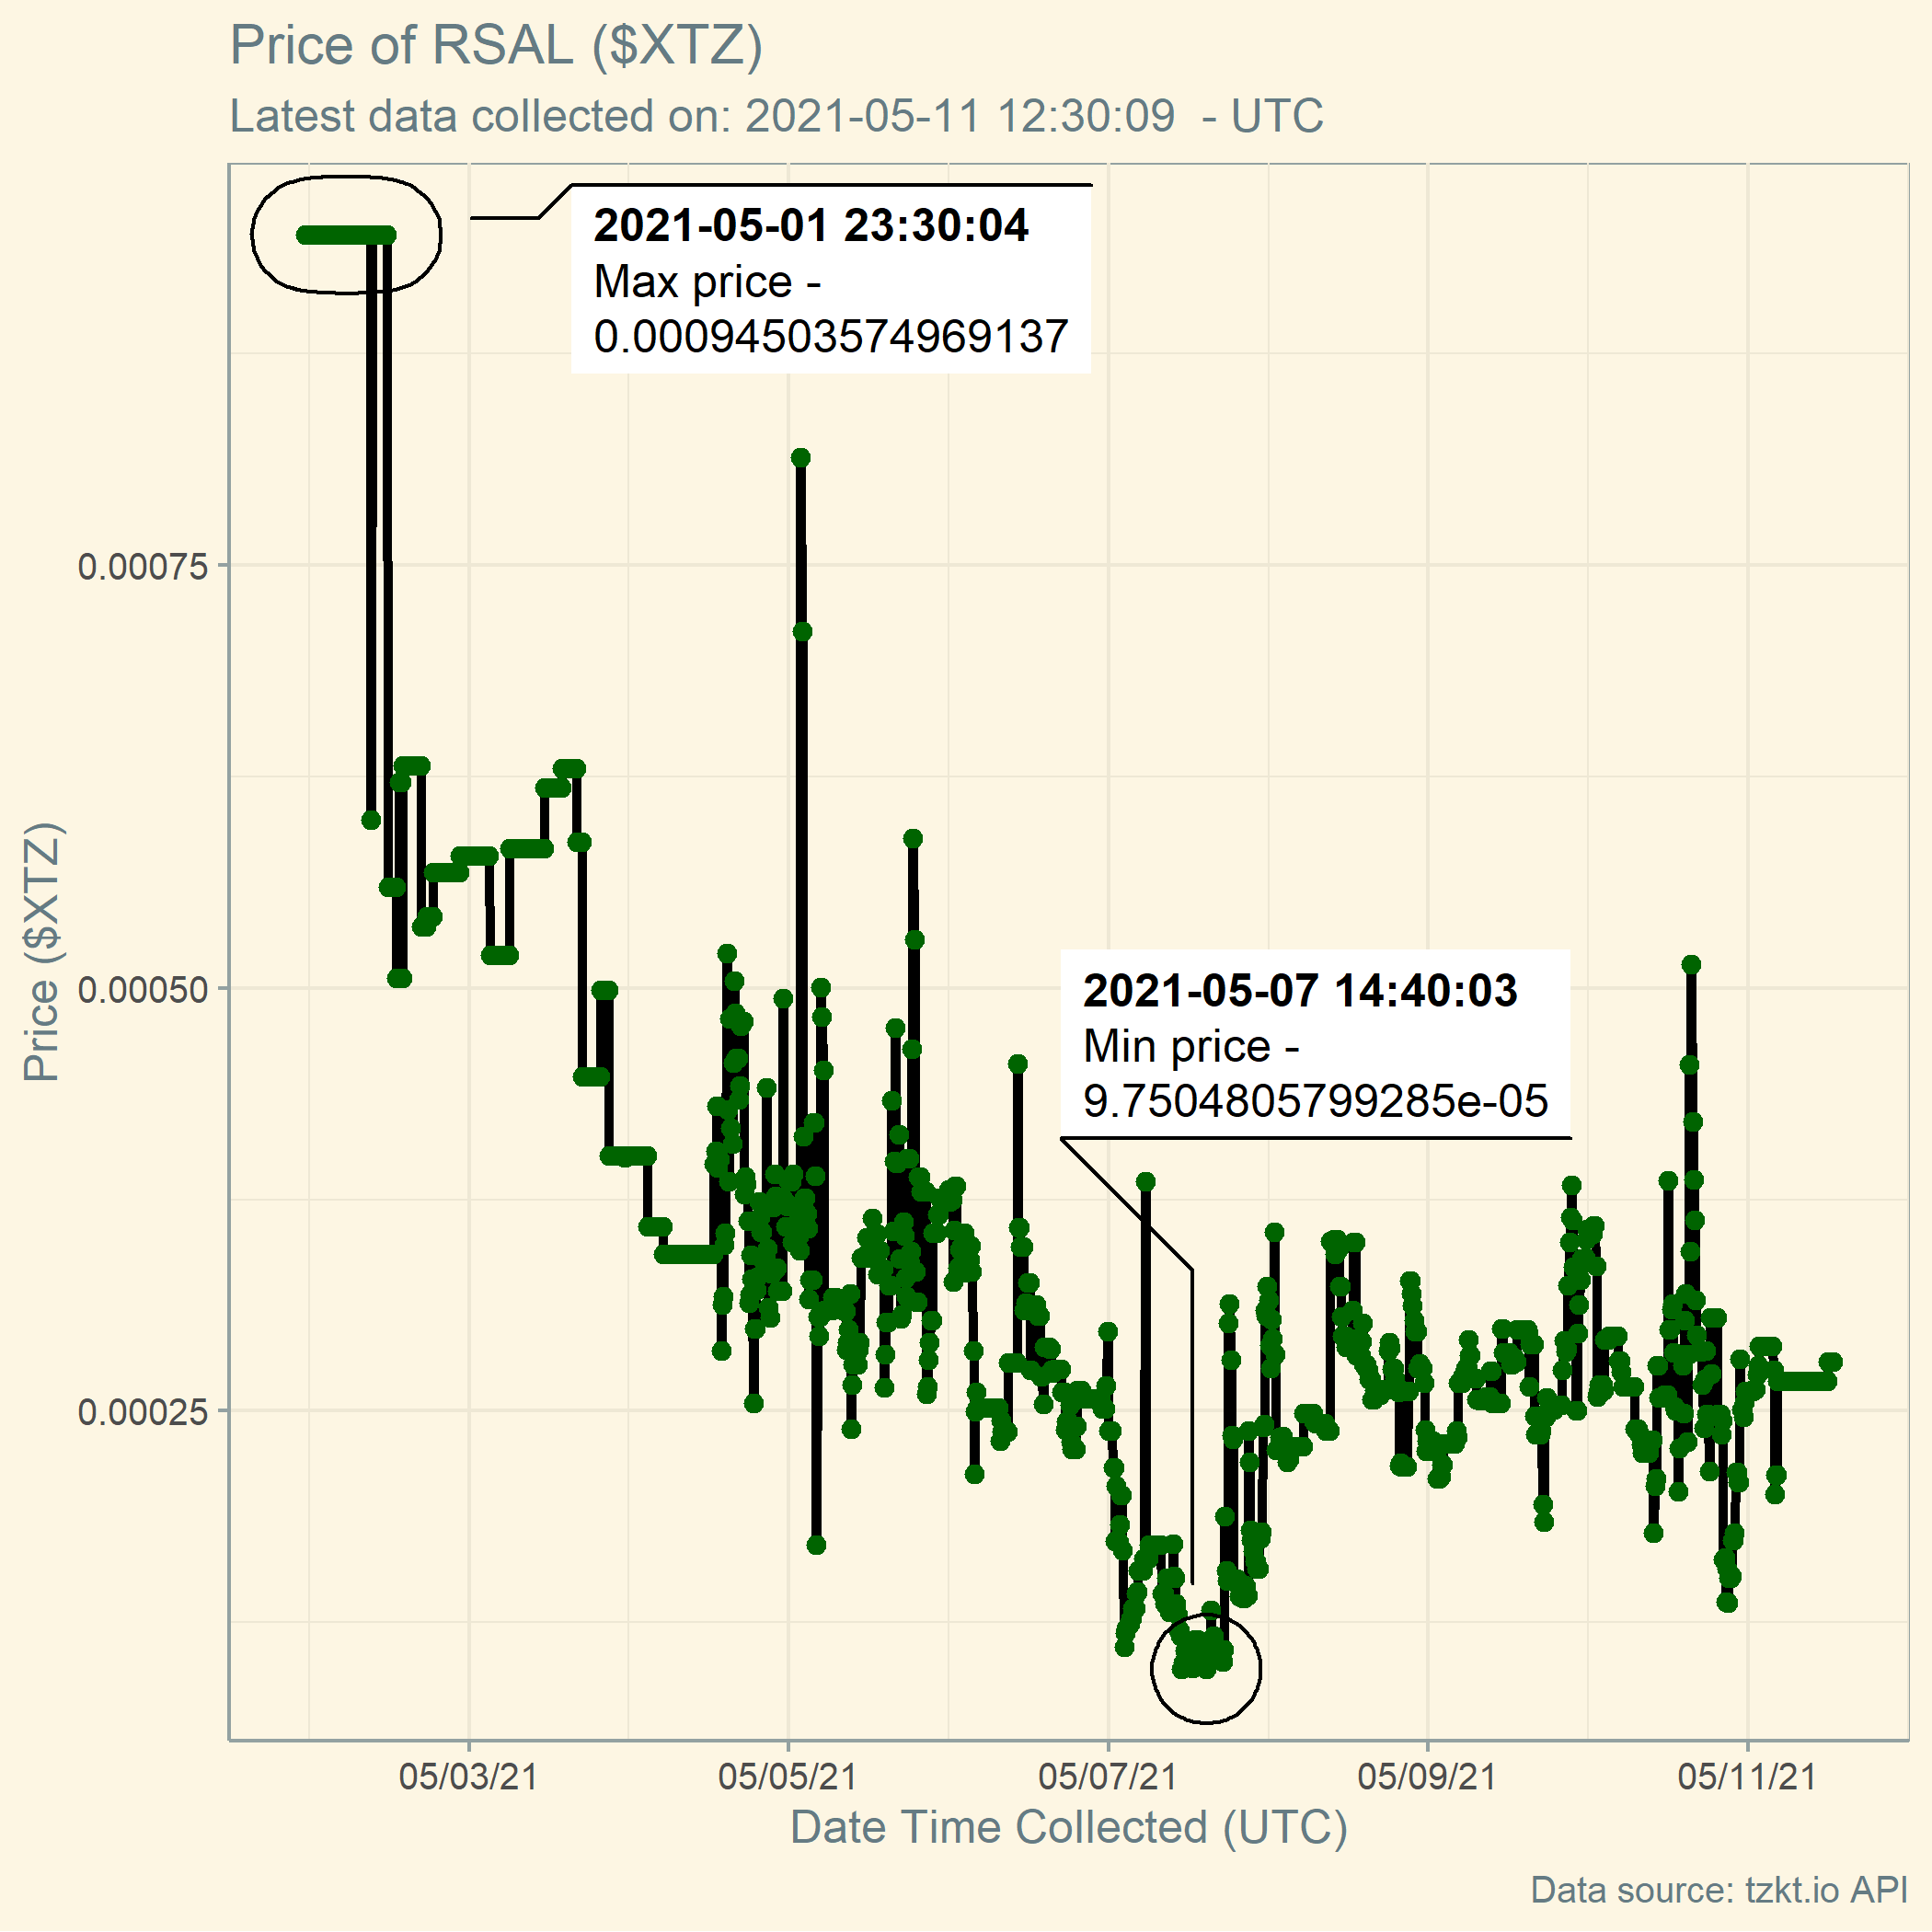 Price of RSAL ($XTZ)
Latest data collected on: 2021-05-11 12:30:09  - UTC
2021-05-01 23:30:04
Max price -
0.000945035749​69137
0.00075
2021-05-07 14:40:03
Min price -
9.7504805799285e-05
0.00050
0.00025
Price ($XTZ)
05/03/21
05/05/21
05/07/21
05/09/21
05/11/21
Date Time Collected (UTC)
Data source: tzkt.io API